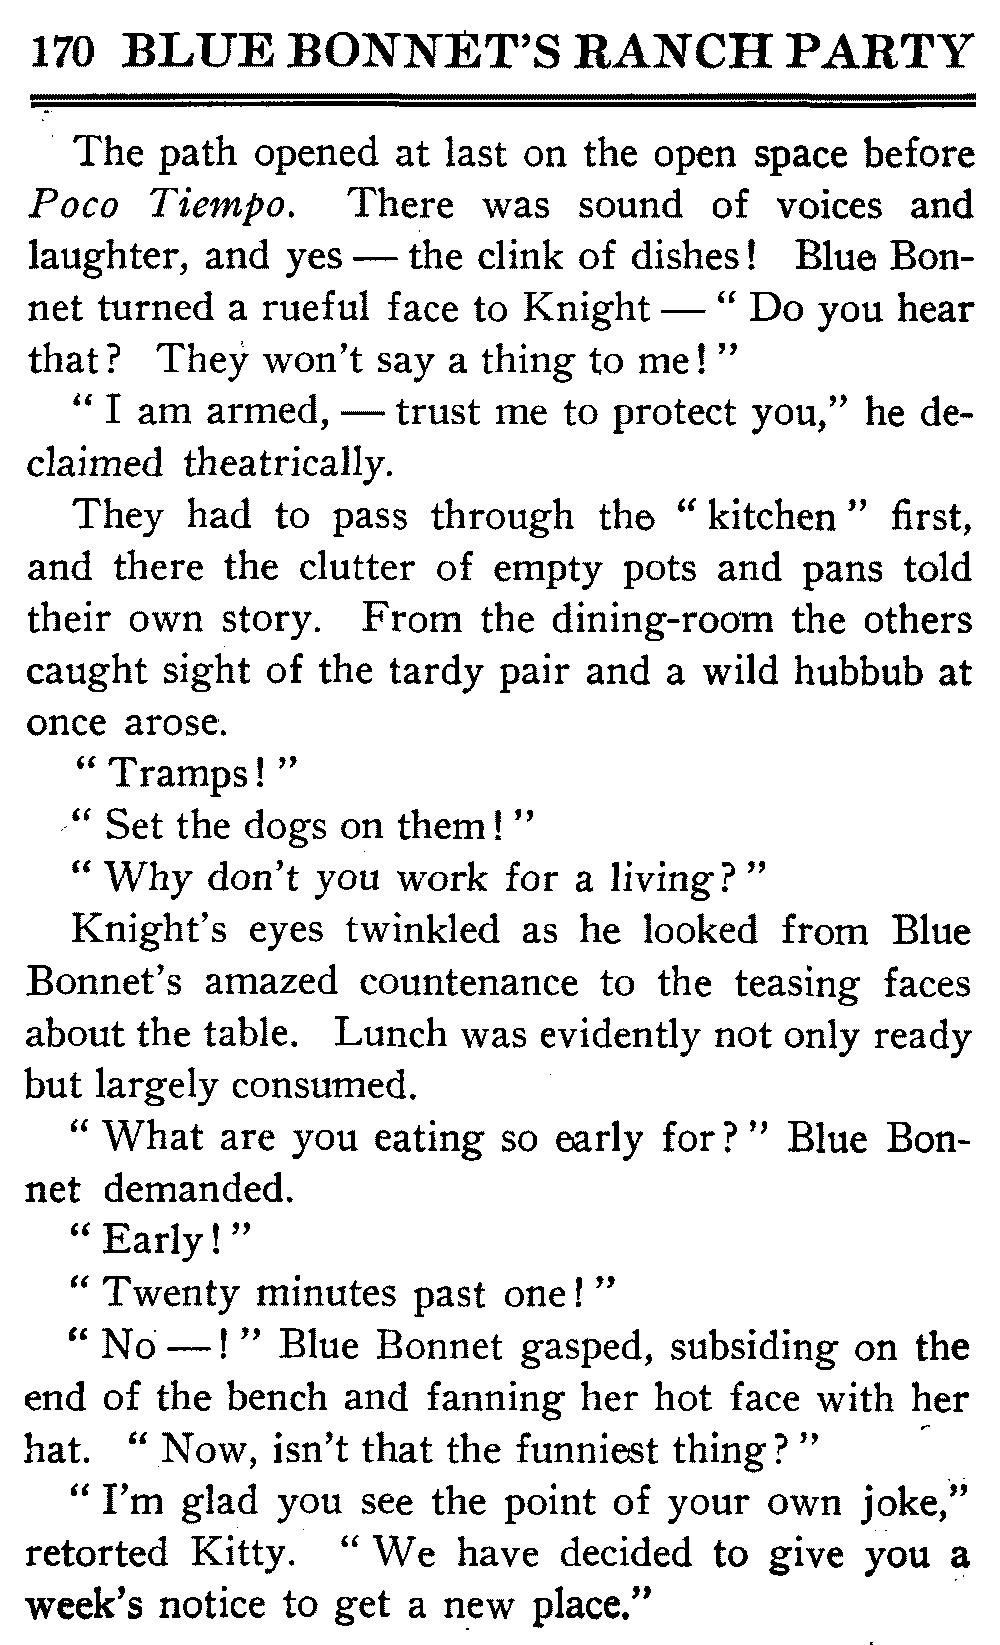 170 BLUE BONNET'S RANCH PARTY
The path opened at last on the open space before
Poco Tiempo. There was sound of voices and
laughter, and yes — the clink of dishes! Blue Bon-
net turned a rueful face to Knight — " Do you hear
that? They won't say a thing to me! "
" I am armed, — trust me to protect you," he de-
claimed theatrically.
They had to pass through the " kitchen " first,
and there the clutter of empty pots and pans told
their own story. From the dining-room the others
caught sight of the tardy pair and a wild hubbub at
once arose.
" Tramps! "
" Set the dogs on them! "
" Why don't you work for a living? "
Knight's eyes twinkled as he looked from Blue
Bonnet's amazed countenance to the teasing faces
about the table. Lunch was evidently not only ready
but largely consumed.
" What are you eating so early for? " Blue Bon-
net demanded.
" Early! "
" Twenty minutes past one! "
" No —! " Blue Bonnet gasped, subsiding on the
end of the bench and fanning her hot face with her
hat. " Now, isn't that the funniest thing? "
" I'm glad you see the point of your own joke,"
retorted Kitty. " We have decided to give you a
week's notice to get a new place."